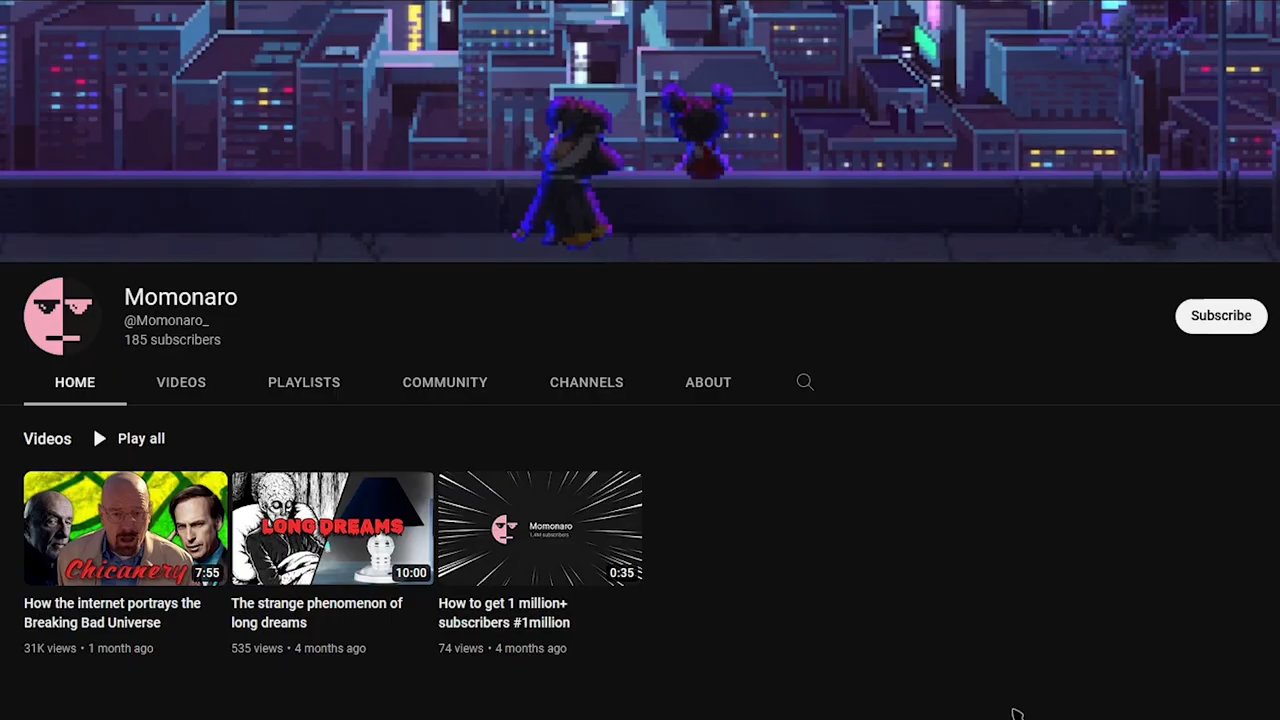 Momonaro
@Momonaro_
185 subscribers
Subscribe
HOME VIDEOS PLAYLISTS COMMUNITY CHANNELS ABOUT
Videos Play all
Chicanery
7:55
LONG DREAMS
10:00
Momonaro
1.4M subscribers
0:35
How the internet portrays the
Breaking Bad Universe
31K views • 1 month ago
The strange phenomenon of
long dreams
535 views • 4 months ago
How to get 1 million+
subscribers #1million
74 views • 4 months ago